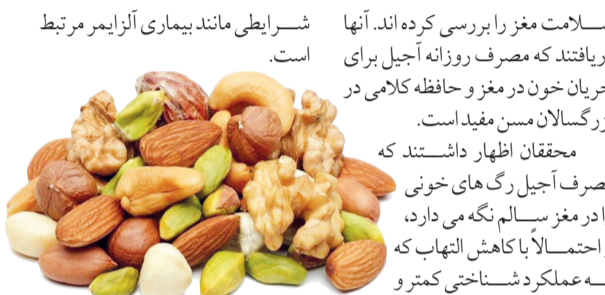 سلامت مغز را بررسی کرده اند. آنها
دریافتند که مصرف روزانه آجیل برای
جریان خون در مغز و حافظه کلامی در
بزرگسالان مسن مفید است.
محققان اظهار داشتند که
مصرف آجیل رگ های خونی
را در مغز سالم نگه می دارد،
احتمالاً با کاهش التهاب که
به عملکرد شناختی کمتر و
شرایطی مانند بیماری آلزایمر مرتبط
است.